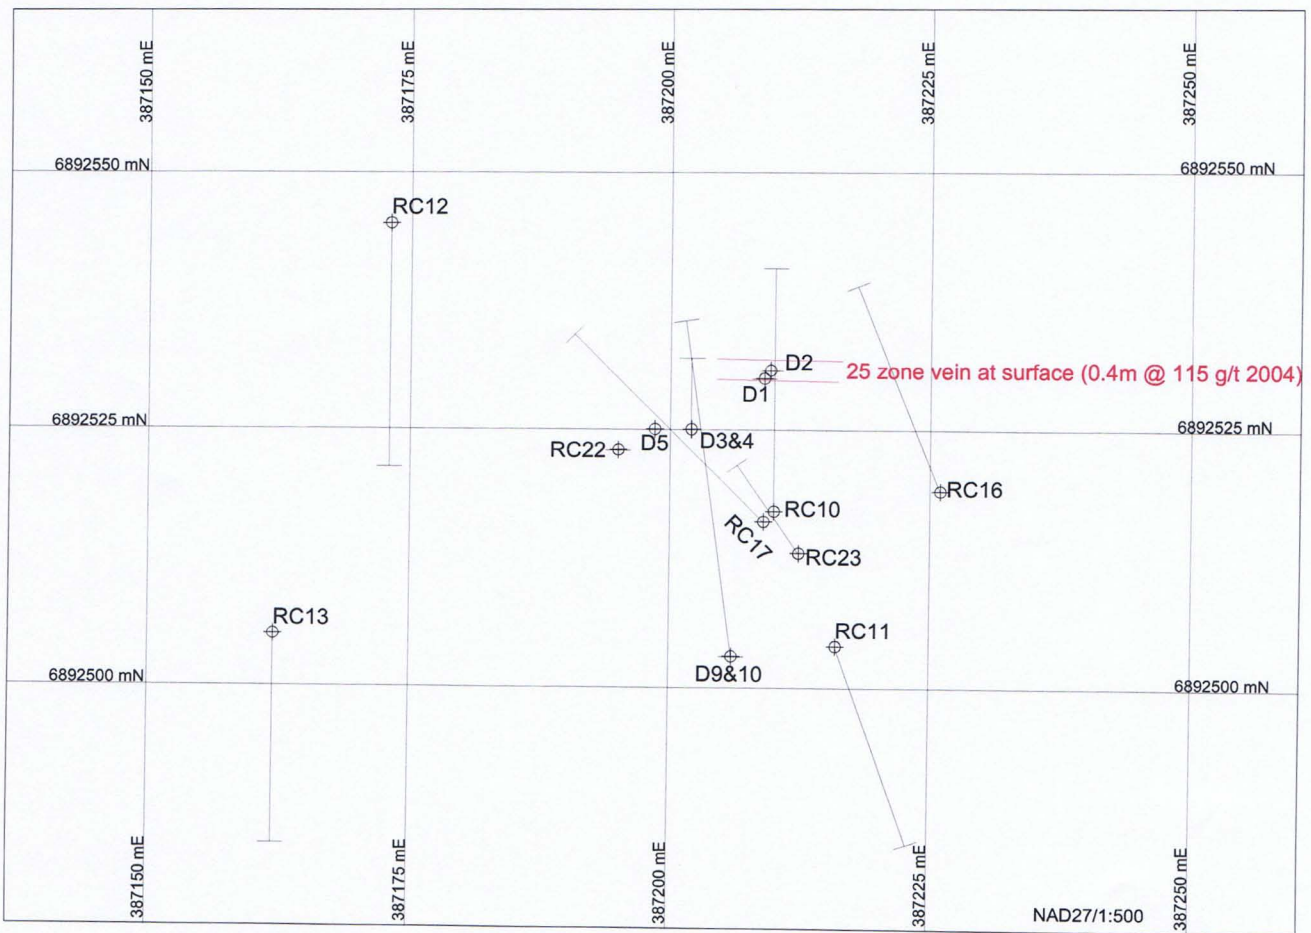 387150 mE
387175 mE
387200 mE
387225 mE
387250 mE
6892550 mN
6892550 mN
RC12
D2
25 zone vein at surface (0.4m @ 115 g/t 2004)
D1
6892525 mN
6892525 mN
RC22
D5
D3&4
RC16
RC10
RC17
RC23
RC13
RC11
D9&10
6892500 mN
6892500 mN
387150 mE
387175 mE
387200 mE
387225 mE
387250 mE
NAD27/1:500